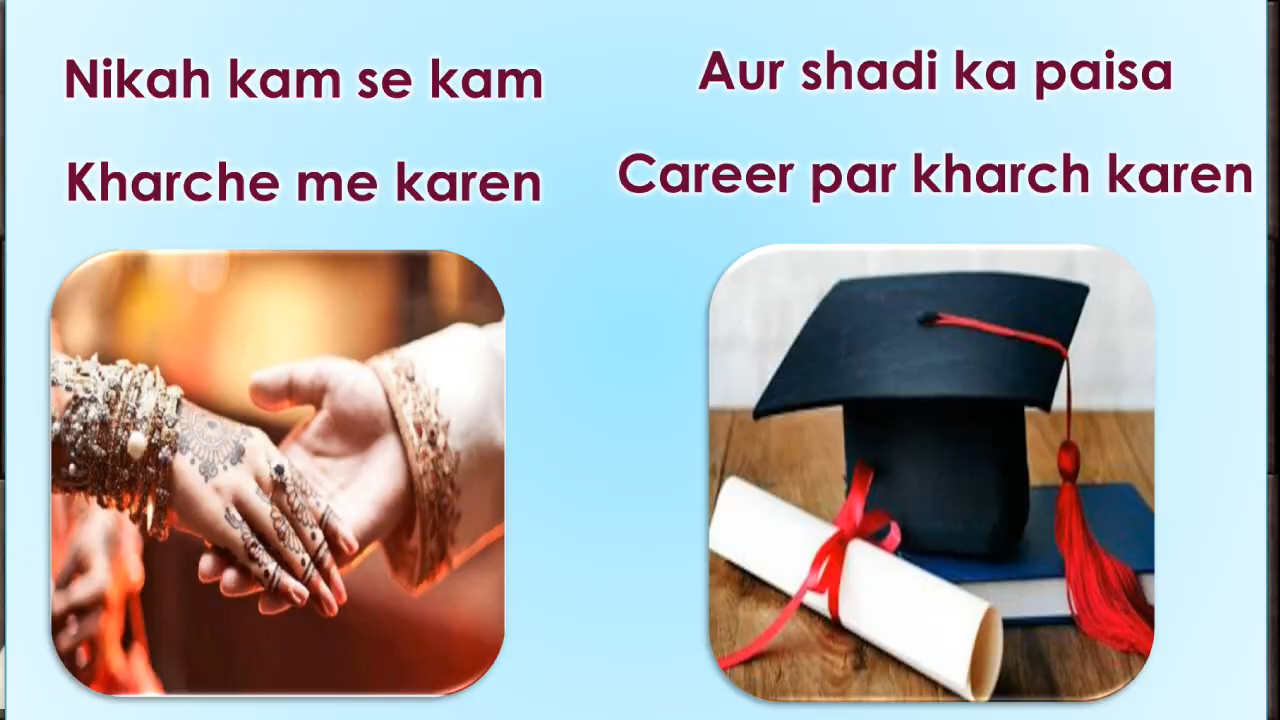 Nikah kam se kam
Kharche me karen
Aur shadi ka paisa
Career par kharch karen